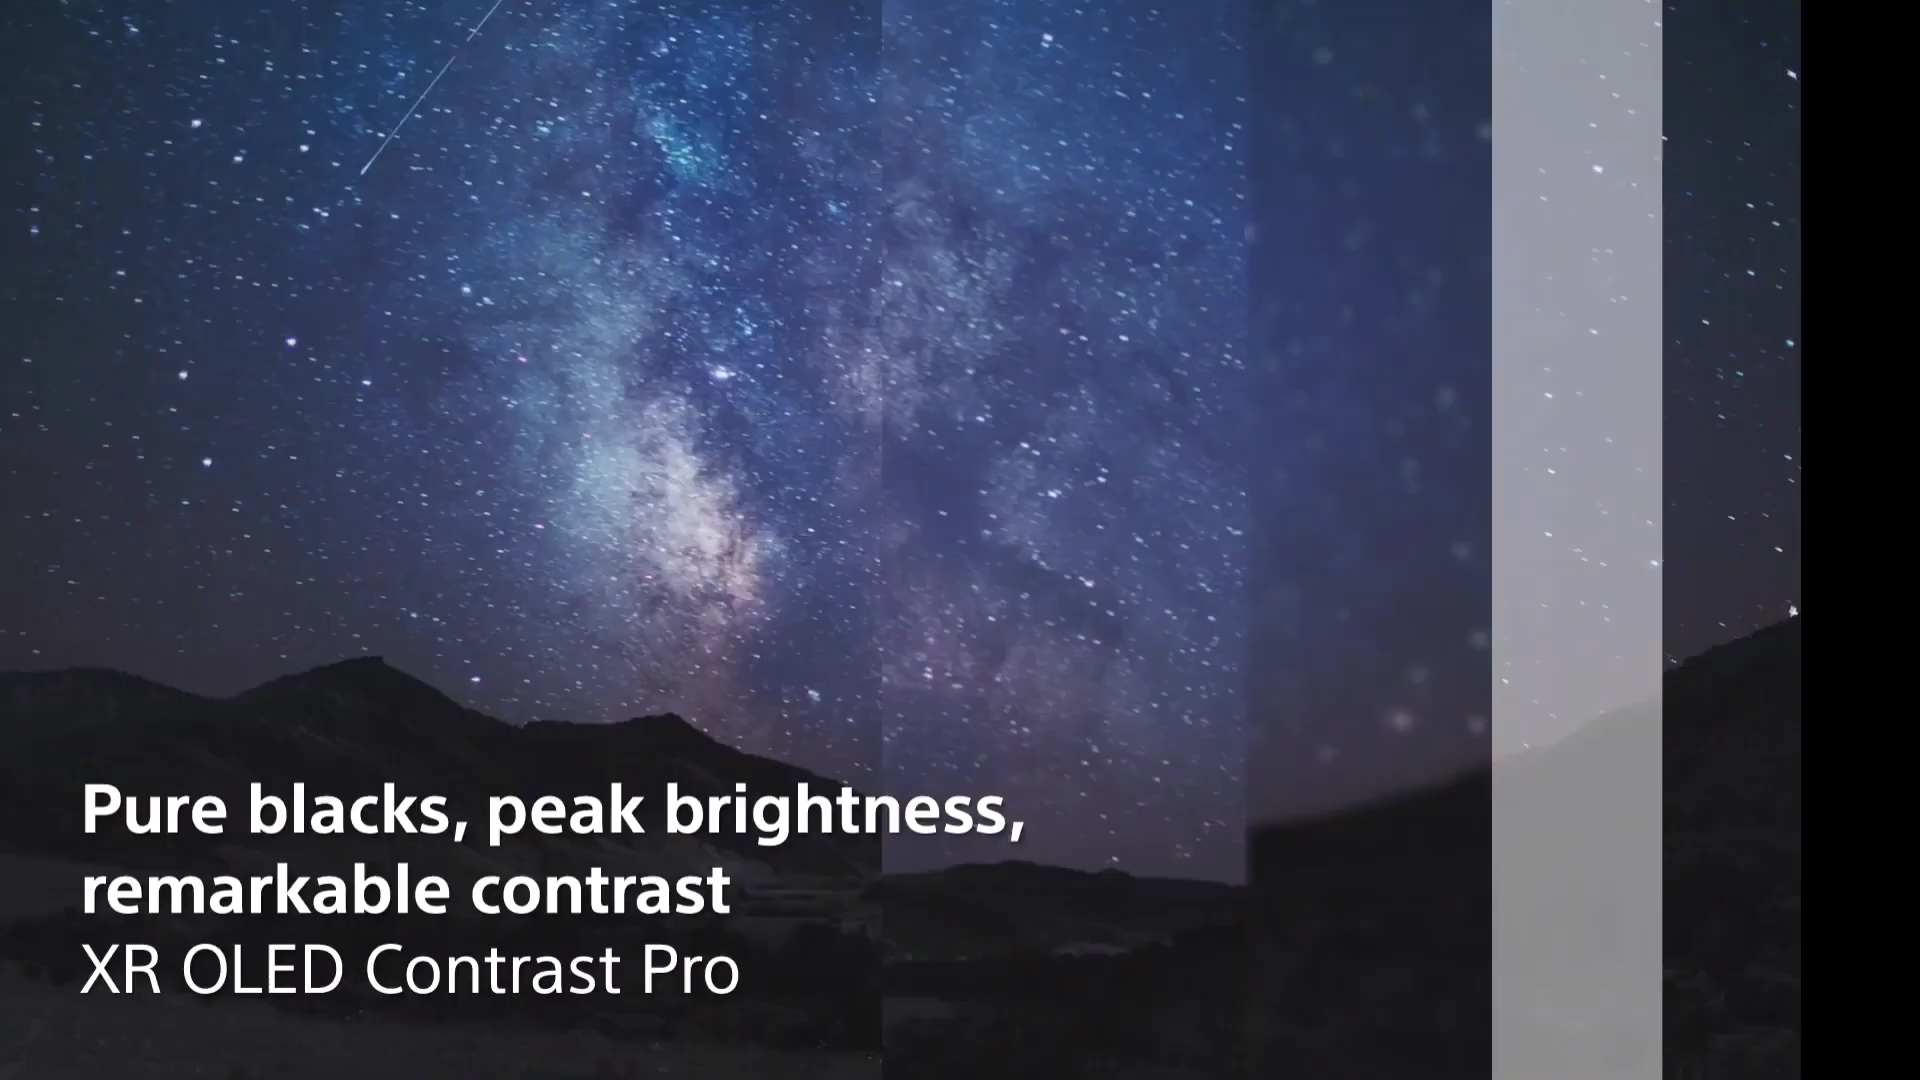 Pure blacks, peak brightness,
remarkable contrast
XR OLED Contrast Pro